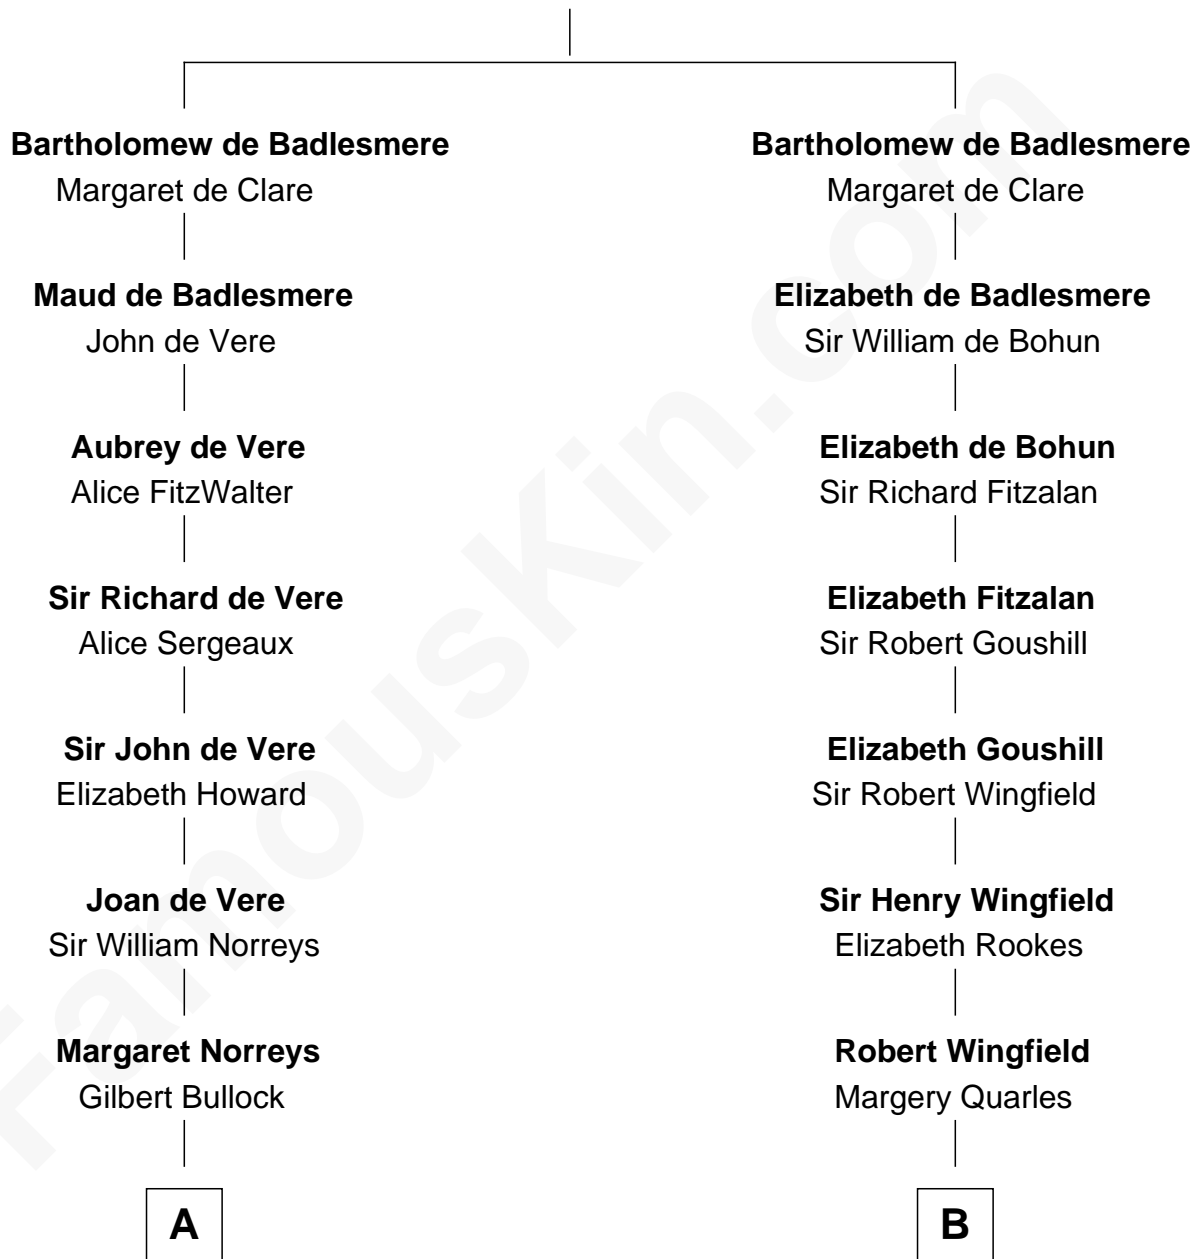 Bartholomew de Badlesmere
Margaret de Clare
Maud de Badlesmere
John de Vere
Aubrey de Vere
Alice FitzWalter
Sir Richard de Vere
Alice Sergeaux
Sir John de Vere
Elizabeth Howard
Joan de Vere
Sir William Norreys
Margaret Norreys
Gilbert Bullock
A
Bartholomew de Badlesmere
Margaret de Clare
Elizabeth de Badlesmere
Sir William de Bohun
Elizabeth de Bohun
Sir Richard Fitzalan
Elizabeth Fitzalan
Sir Robert Goushill
Elizabeth Goushill
Sir Robert Wingfield
Sir Henry Wingfield
Elizabeth Rookes
Robert Wingfield
Margery Quarles
B
FamousKin.com